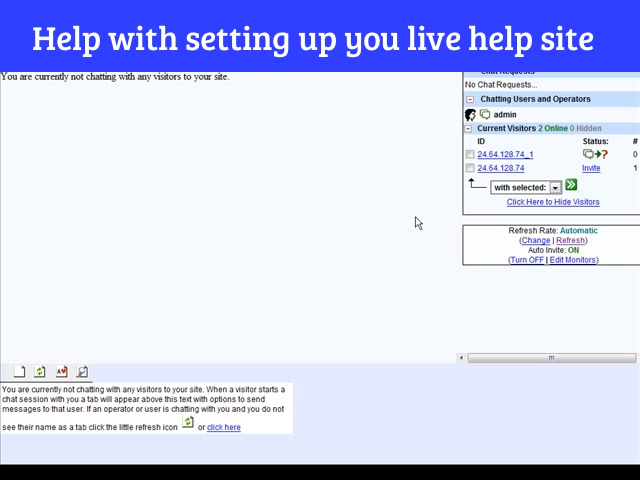 Help with setting up you live help site
Chat Requests
You are currently not chatting with any visitors to your site.
No Chat Requests...
Chatting Users and Operators
admin
Current Visitors 2 Online 0 Hidden
ID Status: #
24.64.128.74_1 0
24.64.128.74 Invite 1
with selected:
Click Here to Hide Visitors
Refresh Rate: Automatic
(Change | Refresh)
Auto Invite: ON
(Turn OFF | Edit Monitors)
You are currently not chatting with any visitors to your site. When a visitor starts a
chat session with you a tab will appear above this text with options to send
messages to that user. If an operator or user is chatting with you and you do not
see their name as a tab click the little refresh icon or click here